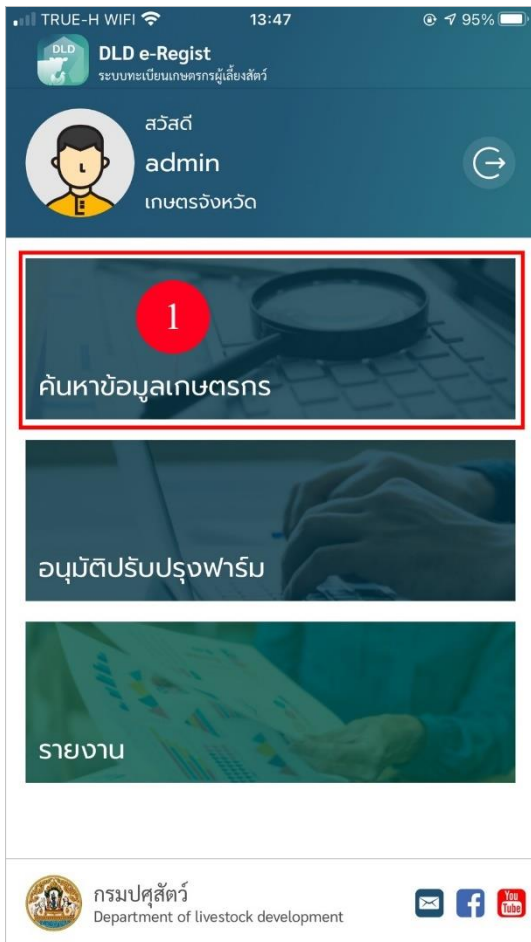 TRUE-H WIFI 13:47 95%
DLD
DLD e-Regist
ระบบทะเบียนเกษตรกรผู้เลี้ยงสัตว์
สวัสดี
admin
เกษตรจังหวัด
1
ค้นหาข้อมูลเกษตรกร
อนุมัติปรับปรุงฟาร์ม
รายงาน
กรมปศุสัตว์
Department of livestock development
f
You
Tube